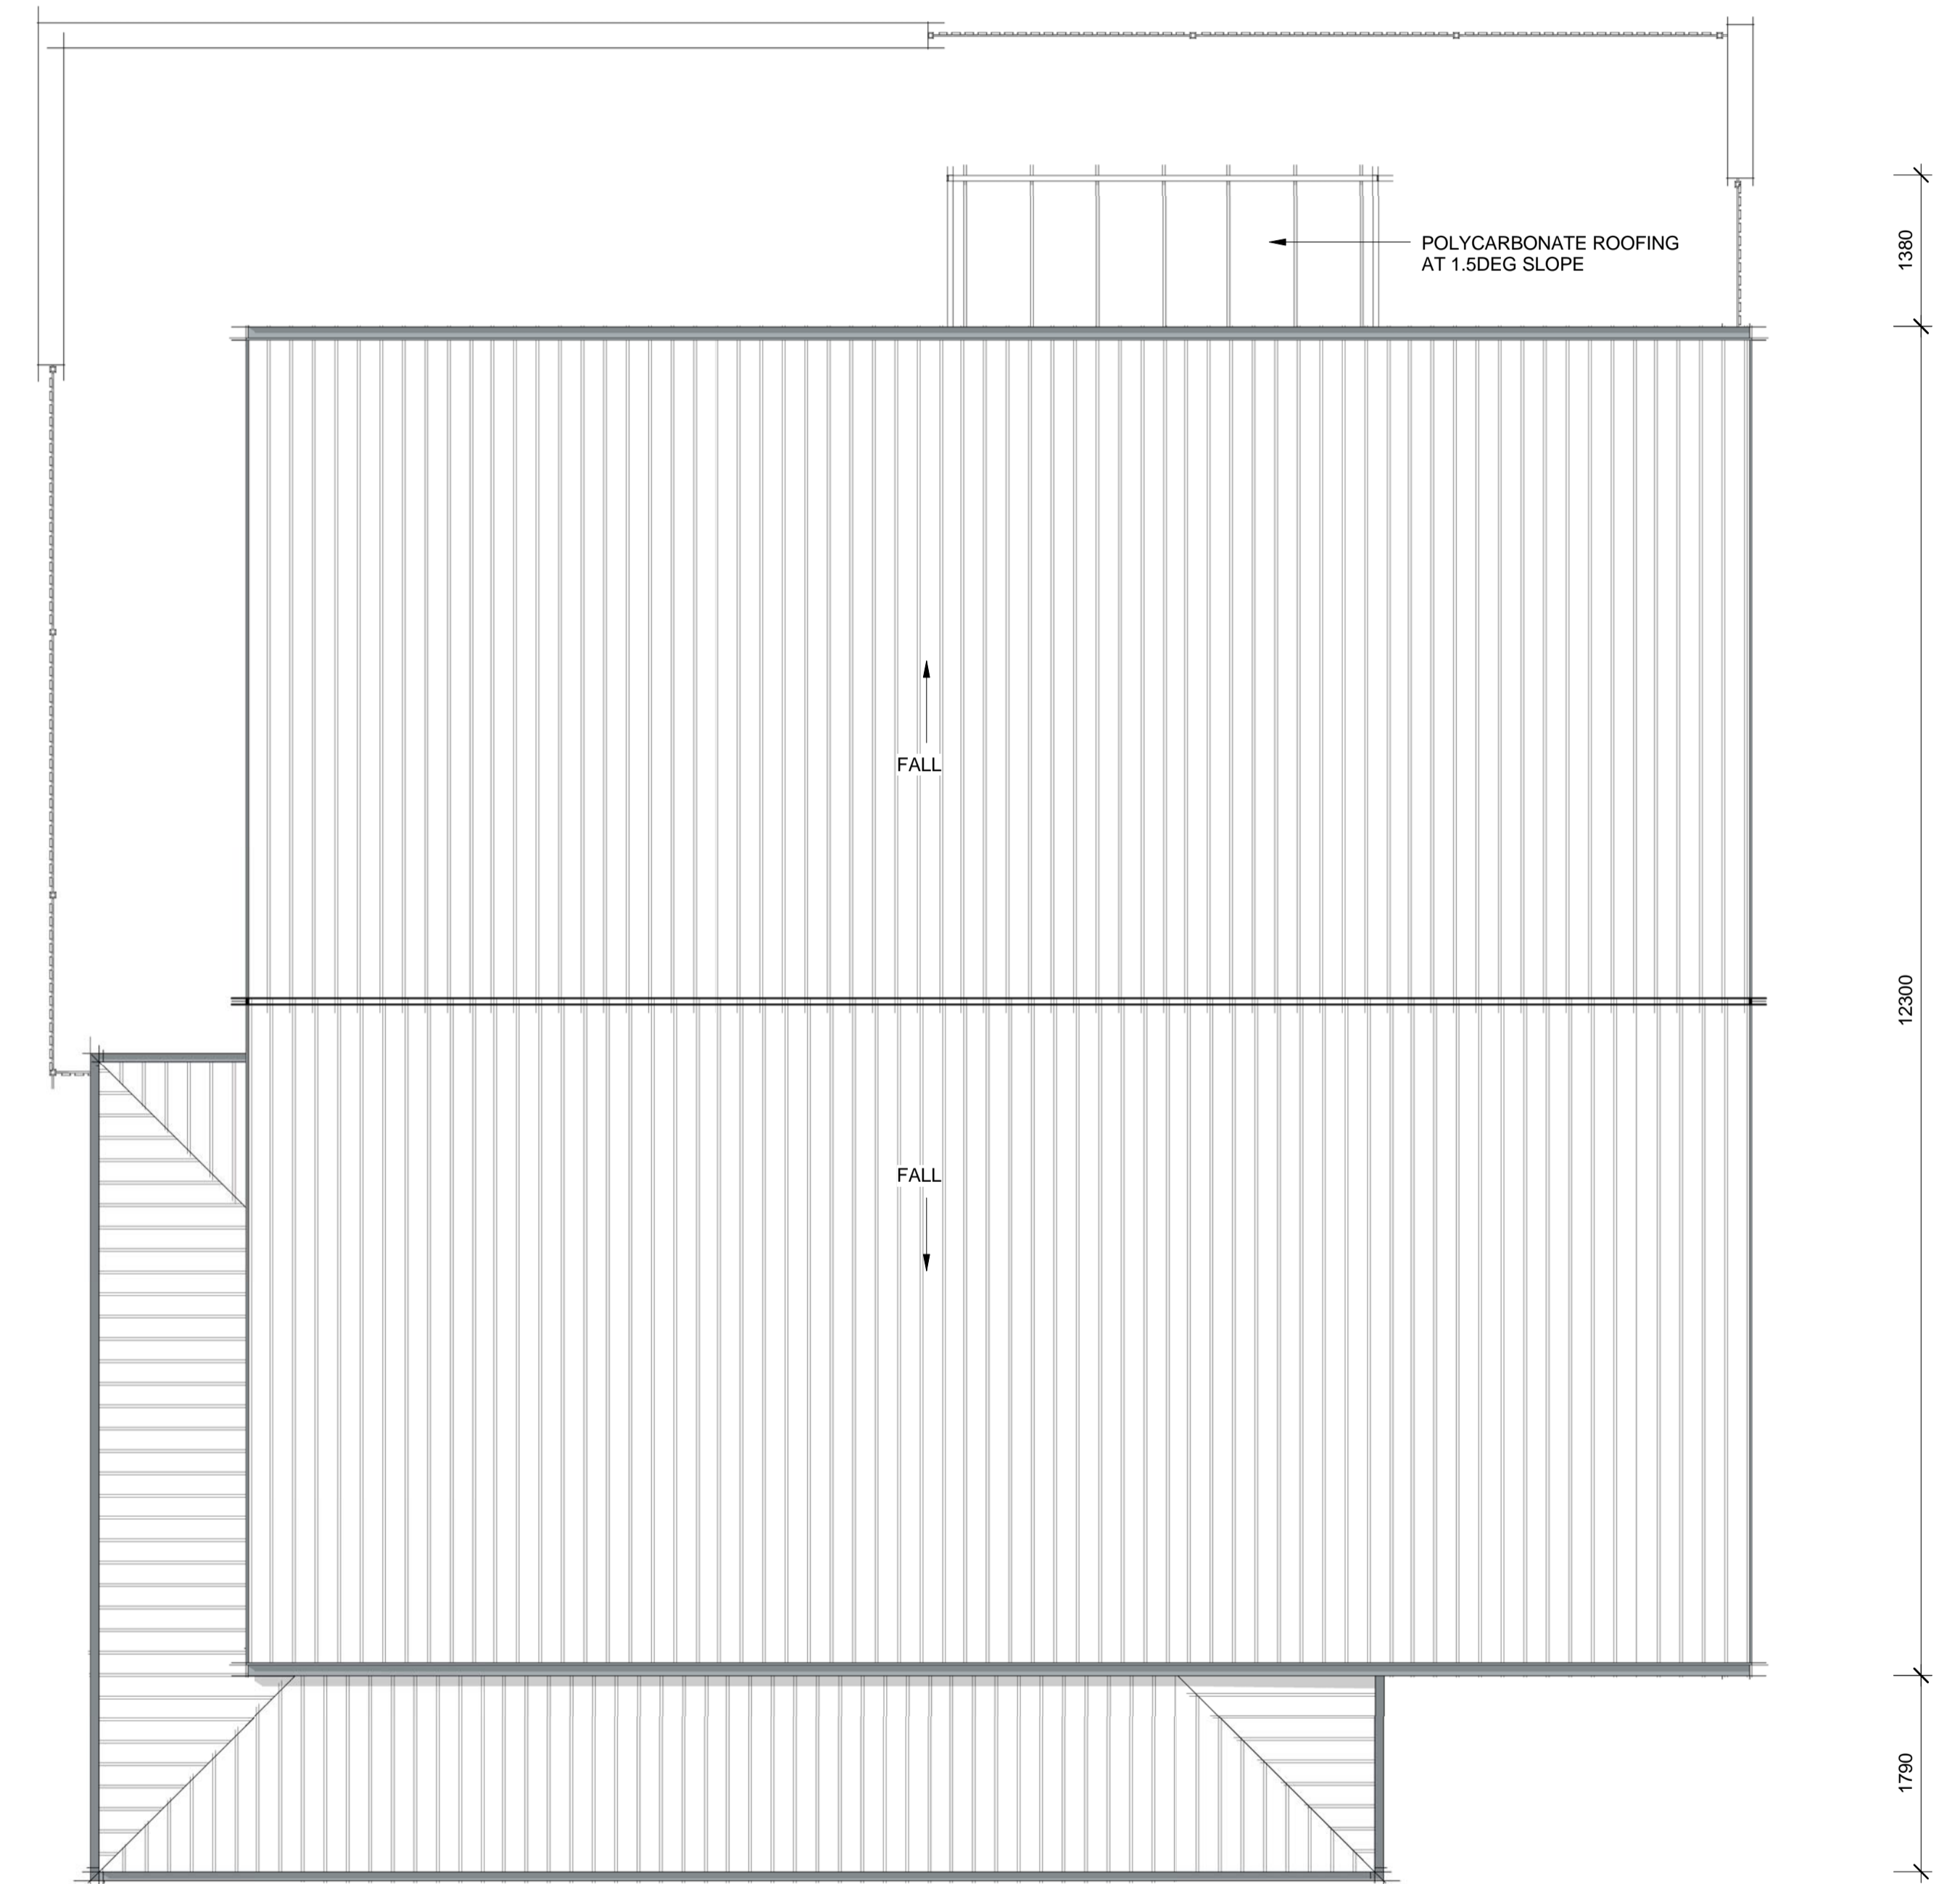 POLYCARBONATE ROOFING
AT 1.5DEG SLOPE
1380
FALL
12300
FALL
1790